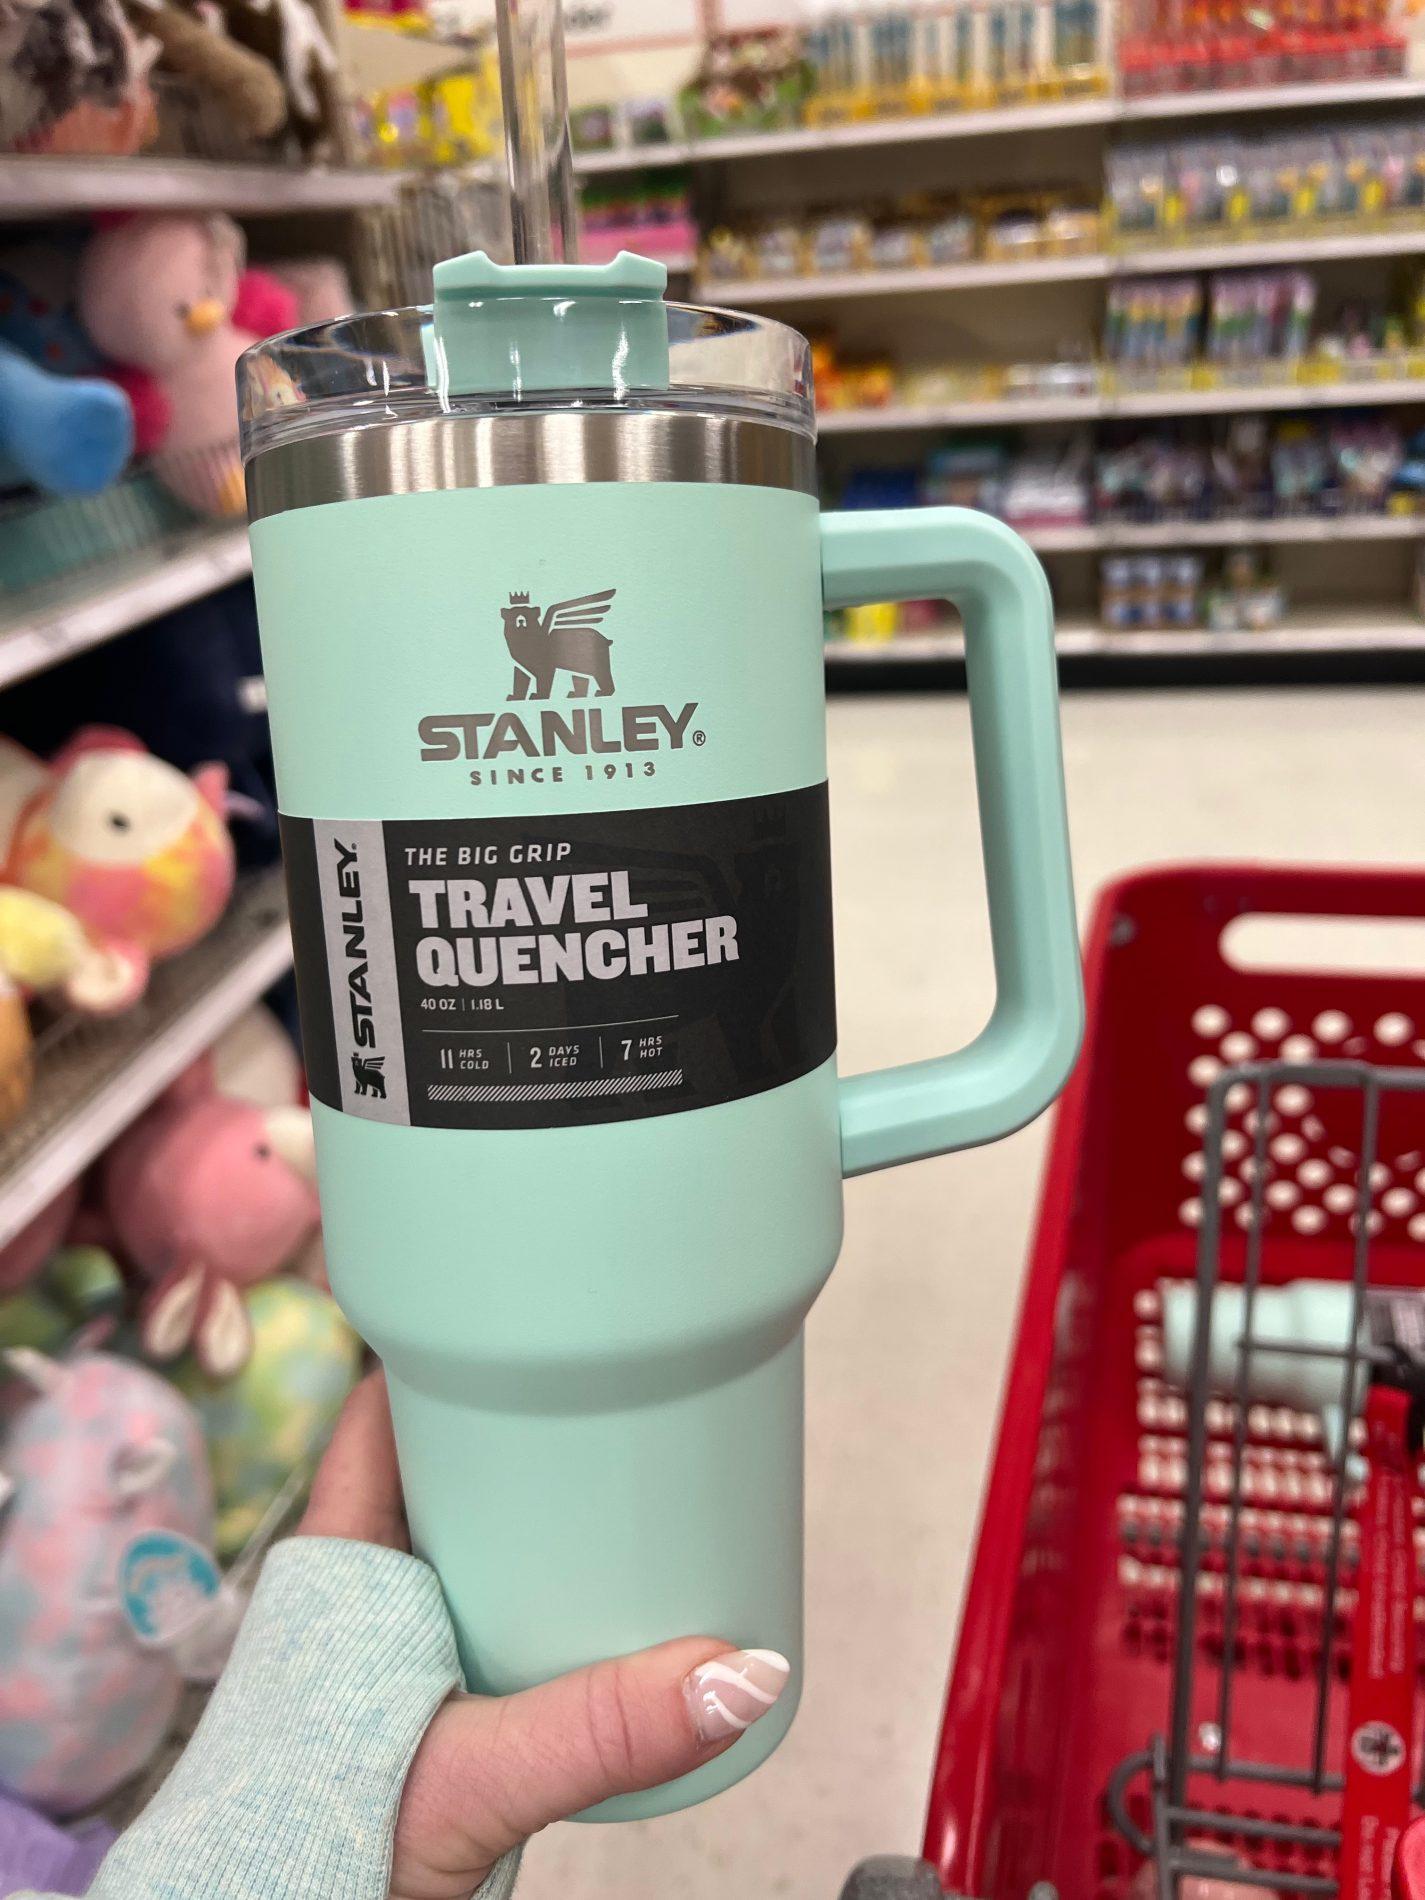 STANLEY®
SINCE 1913
STANLEY®
THE BIG GRIP
TRAVEL
QUENCHER
40 OZ | 1.18 L
11 HRS COLD
2 DAYS ICED
7 HRS HOT